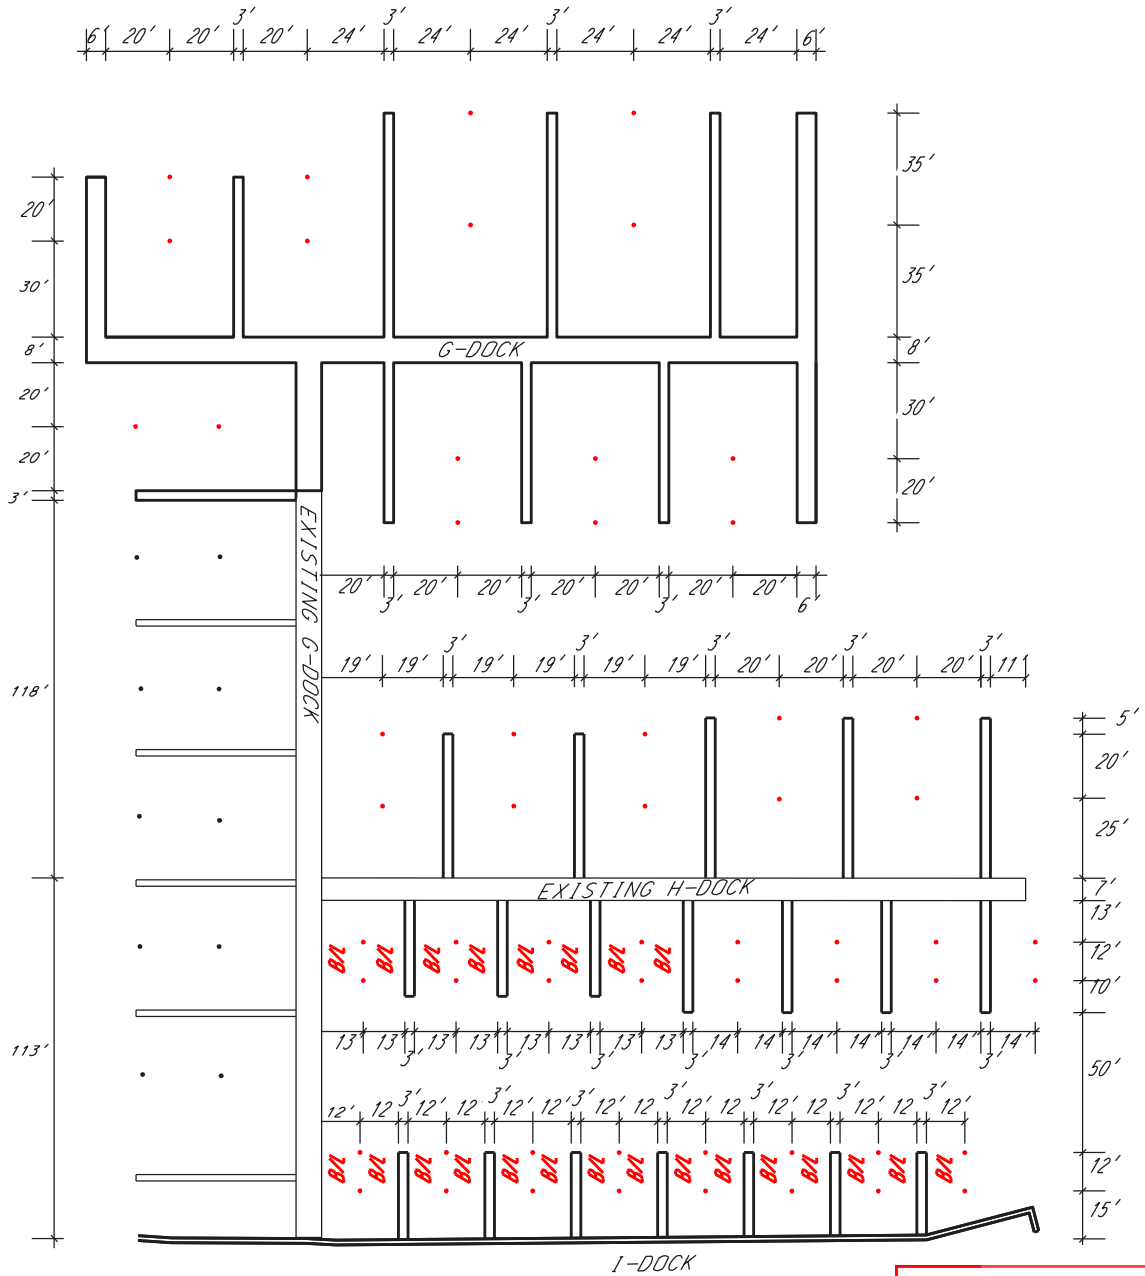 3' 3' 3' 3'
6' 20' 20' 20' 24' 24' 24' 24' 24' 24' 6'
35'
20'
35'
30'
G-DOCK
8'
8'
20'
30'
20'
20'
3'
EXISTING G-DOCK
20' 20' 20' 20' 20' 20' 20'
3' 3' 3' 6'
3' 3' 3' 3' 3'
19' 19' 19' 19' 19' 19' 20' 20' 20' 20' 11'
118'
5'
20'
25'
EXISTING H-DOCK
7'
13'
B/L B/L B/L B/L B/L B/L B/L B/L
12'
10'
13 13 13 13 13 13 13 13 14' 14' 14' 14' 14' 14' 14'
3' 3' 3' 3' 3' 3' 3'
113'
50'
3' 3' 3' 3' 3' 3' 3'
12' 12 12' 12' 12' 12' 12' 12' 12' 12' 12' 12 12' 12 12'
B/L B/L B/L B/L B/L B/L B/L B/L B/L B/L B/L B/L B/L B/L B/L
12'
15'
I-DOCK